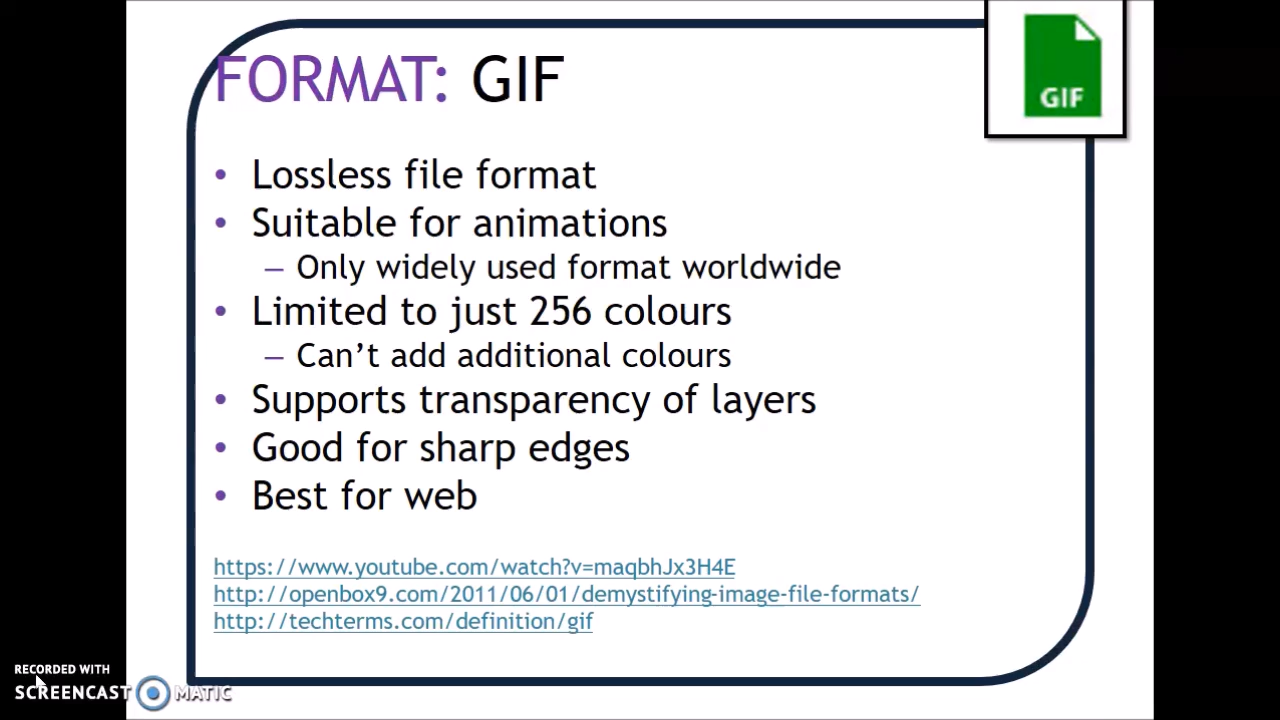 FORMAT: GIF
GIF
• Lossless file format
• Suitable for animations
– Only widely used format worldwide
• Limited to just 256 colours
– Can't add additional colours
• Supports transparency of layers
• Good for sharp edges
• Best for web
https://www.youtube.com/watch?v=maqbhJx3H4E
http://openbox9.com/2011/06/01/demystifying-image-file-formats/
http://techterms.com/definition/gif
RECORDED WITH
SCREENCAST MATIC